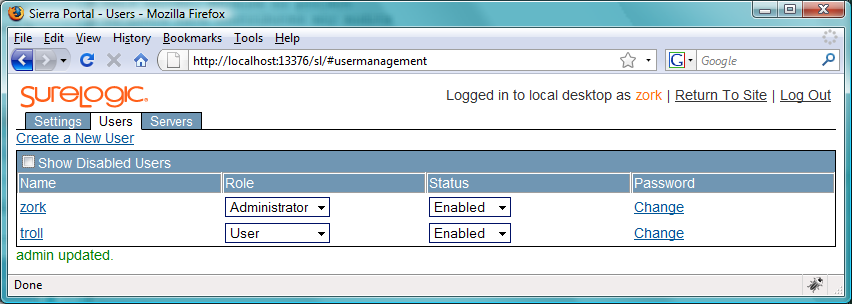 Sierra Portal - Users - Mozilla Firefox
File Edit View History Bookmarks Tools Help
http://localhost:13376/sl/#usermanagement
G Google
SureLogic
Logged in to local desktop as zork | Return To Site | Log Out
Settings Users Servers
Create a New User
Show Disabled Users
Name Role Status Password
zork Administrator Enabled Change
troll User Enabled Change
admin updated.
Done